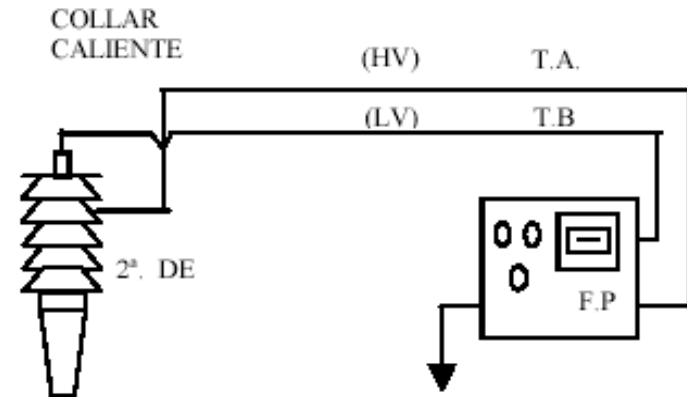 COLLAR
CALIENTE
(HV) T.A.
(LV) T.B
2ª. DE
F.P